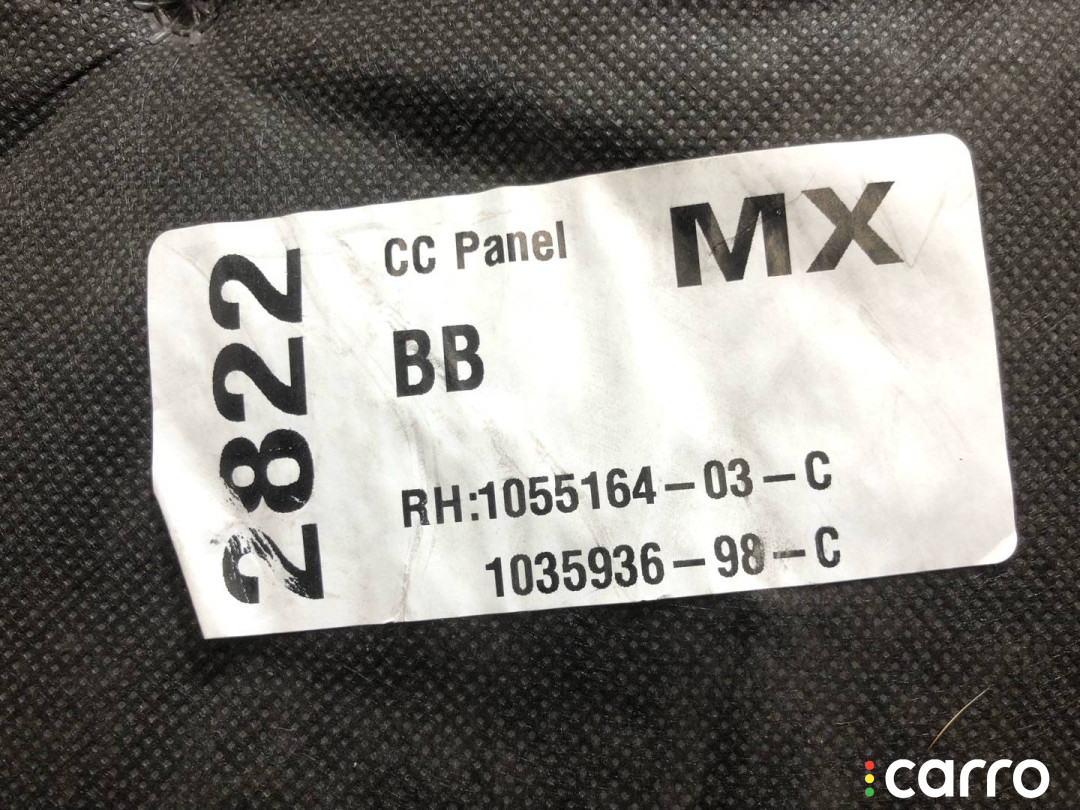 2822
CC Panel
MX
BB
RH:1055164-03-C
1035936-98-C
carro